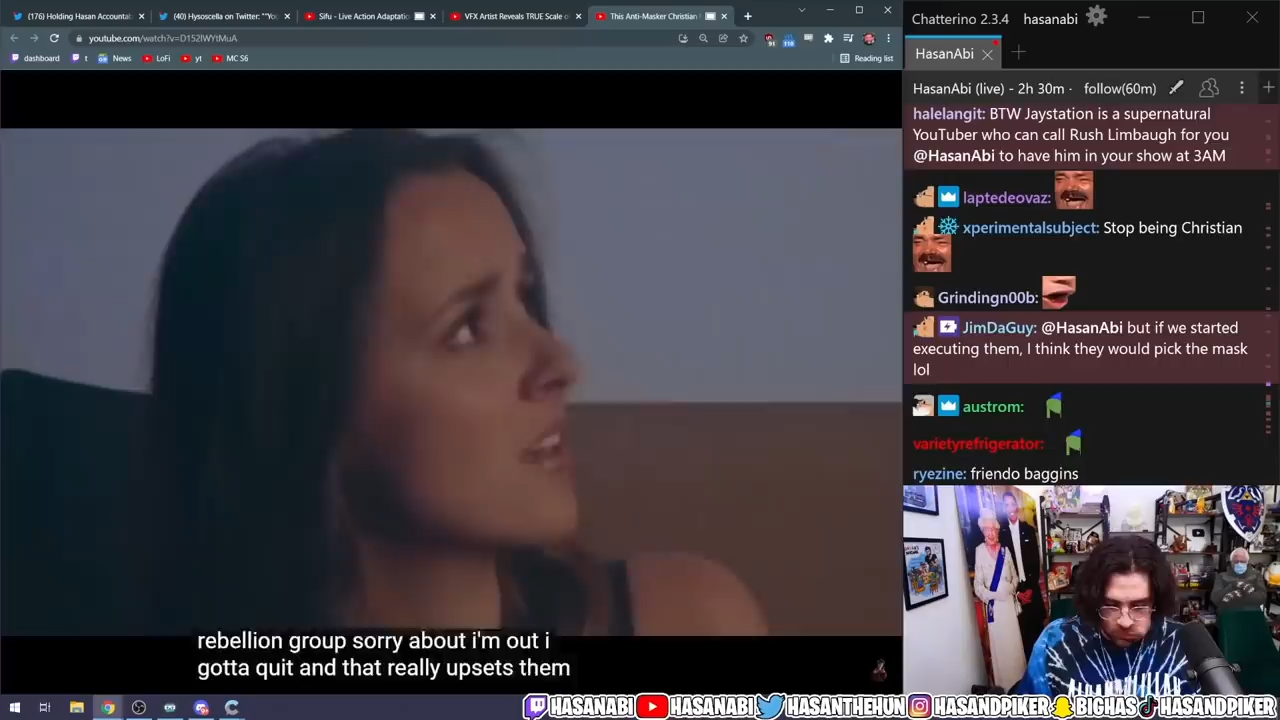 (176) Holding Hasan Accountab
(40) Hysoscella on Twitter: ""Yo
Sifu - Live Action Adaptatio
VFX Artist Reveals TRUE Scale o
This Anti-Masker Christian
youtube.com/watch?v=D152lWYtMuA
dashboard
t
News
LoFi
yt
MC S6
Reading list
rebellion group sorry about i'm out i
gotta quit and that really upsets them
Chatterino 2.3.4
hasanabi
HasanAbi
HasanAbi (live) - 2h 30m -
follow(60m)
halelangit: BTW Jaystation is a supernatural
YouTuber who can call Rush Limbaugh for you
@HasanAbi to have him in your show at 3AM
laptedeovaz:
xperimentalsubject: Stop being Christian
Grindingn00b:
JimDaGuy: @HasanAbi but if we started
executing them, I think they would pick the mask
lol
austrom:
varietyrefrigerator:
ryezine: friendo baggins
HASANABI
HASANABI
HASANTHEHUN
HASANDPIKER
BIGHAS
HASANDPIKER